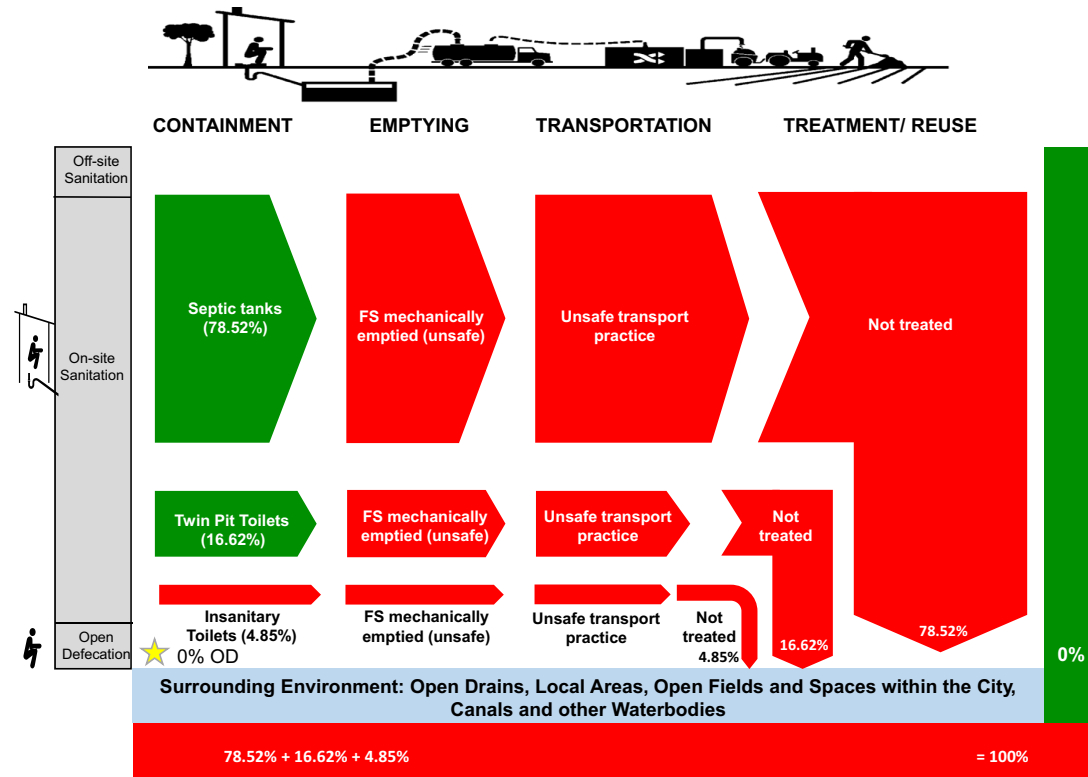 CONTAINMENT
EMPTYING
TRANSPORTATION
TREATMENT/ REUSE
Off-site
Sanitation
On-site
Sanitation
Open
Defecation
Septic tanks
(78.52%)
FS mechanically
emptied (unsafe)
Unsafe transport
practice
Not treated
Twin Pit Toilets
(16.62%)
FS mechanically
emptied (unsafe)
Unsafe transport
practice
Not
treated
Insanitary
Toilets (4.85%)
FS mechanically
emptied (unsafe)
Unsafe transport
practice
Not
treated
4.85%
16.62%
78.52%
0% OD
0%
Surrounding Environment: Open Drains, Local Areas, Open Fields and Spaces within the City,
Canals and other Waterbodies
78.52% + 16.62% + 4.85%
= 100%